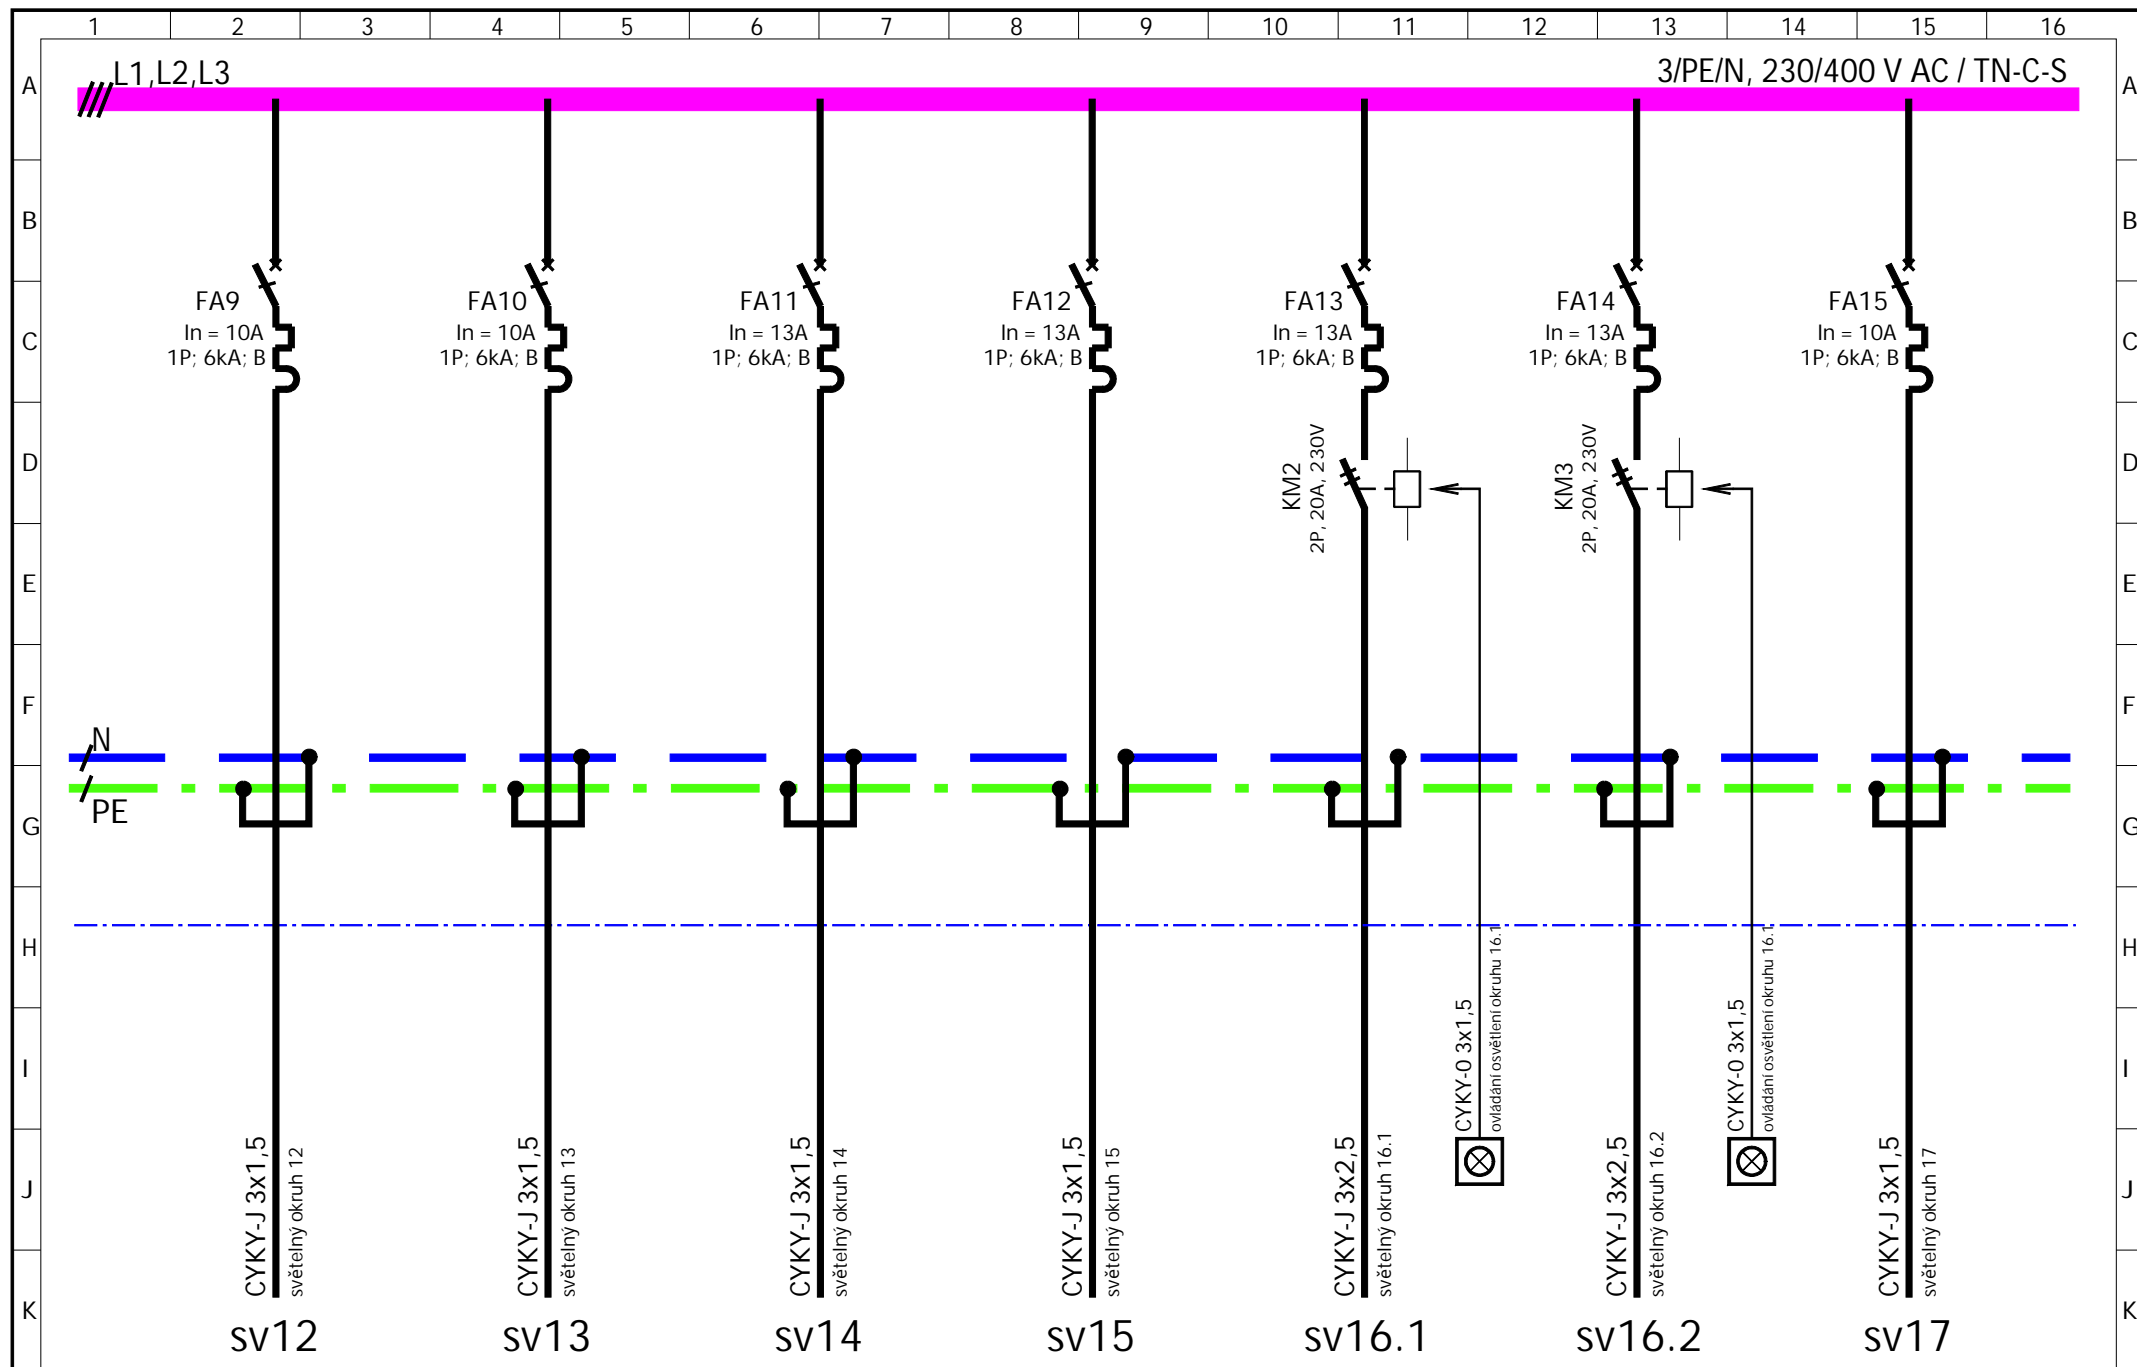 1 2 3 4 5 6 7 8 9 10 11 12 13 14 15 16
A A
L1,L2,L3
3/PE/N, 230/400 V AC / TN-C-S
B B
C C
FA9
In = 10A
1P; 6kA; B
FA10
In = 10A
1P; 6kA; B
FA11
In = 13A
1P; 6kA; B
FA12
In = 13A
1P; 6kA; B
FA13
In = 13A
1P; 6kA; B
FA14
In = 13A
1P; 6kA; B
FA15
In = 10A
1P; 6kA; B
D D
KM2
2P, 20A, 230V
KM3
2P, 20A, 230V
E E
F F
N
PE
G G
H H
I I
CYKY-0 3x1,5
ovládání osvětlení okruhu 16.1
CYKY-0 3x1,5
ovládání osvětlení okruhu 16.1
J J
CYKY-J 3x1,5
světelný okruh 12
CYKY-J 3x1,5
světelný okruh 13
CYKY-J 3x1,5
světelný okruh 14
CYKY-J 3x1,5
světelný okruh 15
CYKY-J 3x2,5
světelný okruh 16.1
CYKY-J 3x2,5
světelný okruh 16.2
CYKY-J 3x1,5
světelný okruh 17
K K
sv12 sv13 sv14 sv15 sv16.1 sv16.2 sv17